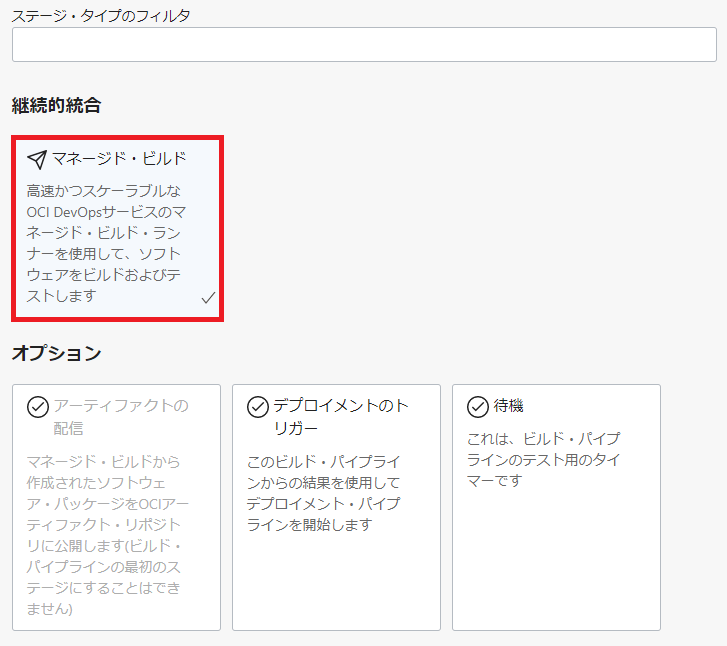 ステージ・タイプのフィルタ
継続的統合
マネージド・ビルド
高速かつスケーラブルな
OCI DevOpsサービスのマ
ネージド・ビルド・ラン
ナーを使用して、ソフト
ウェアをビルドおよびテ
ストします
オプション
アーティファクトの
配信
マネージド・ビルドから
作成されたソフトウェ
ア・パッケージをOCIアー
ティファクト・リポジト
リに公開します(ビルド・
パイプラインの最初のス
テージにすることはでき
ません)
デプロイメントのト
リガー
このビルド・パイプライ
ンからの結果を使用して
デプロイメント・パイプ
ラインを開始します
待機
これは、ビルド・パイプ
ラインのテスト用のタイ
マーです